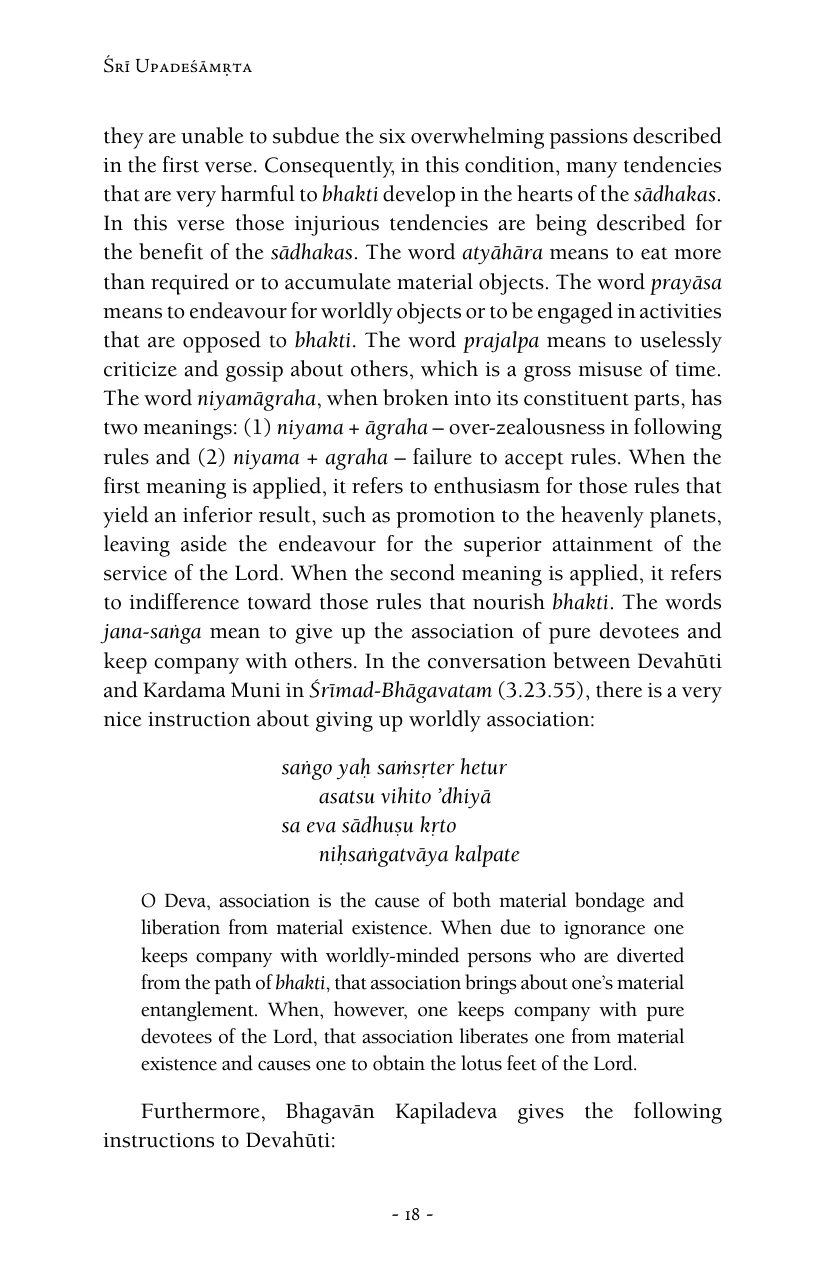 Śrī Upadeśāmṛta
they are unable to subdue the six overwhelming passions described
in the first verse. Consequently, in this condition, many tendencies
that are very harmful to bhakti develop in the hearts of the sādhakas.
In this verse those injurious tendencies are being described for
the benefit of the sādhakas. The word atyāhāra means to eat more
than required or to accumulate material objects. The word prayāsa
means to endeavour for worldly objects or to be engaged in activities
that are opposed to bhakti. The word prajalpa means to uselessly
criticize and gossip about others, which is a gross misuse of time.
The word niyamāgraha, when broken into its constituent parts, has
two meanings: (1) niyama + āgraha – over-zealousness in following
rules and (2) niyama + agraha – failure to accept rules. When the
first meaning is applied, it refers to enthusiasm for those rules that
yield an inferior result, such as promotion to the heavenly planets,
leaving aside the endeavour for the superior attainment of the
service of the Lord. When the second meaning is applied, it refers
to indifference toward those rules that nourish bhakti. The words
jana-saṅga mean to give up the association of pure devotees and
keep company with others. In the conversation between Devahūti
and Kardama Muni in Śrīmad-Bhāgavatam (3.23.55), there is a very
nice instruction about giving up worldly association:
saṅgo yaḥ saṁsṛter hetur
asatsu vihito ’dhiyā
sa eva sādhuṣu kṛto
niḥsaṅgatvāya kalpate
O Deva, association is the cause of both material bondage and
liberation from material existence. When due to ignorance one
keeps company with worldly-minded persons who are diverted
from the path of bhakti, that association brings about one’s material
entanglement. When, however, one keeps company with pure
devotees of the Lord, that association liberates one from material
existence and causes one to obtain the lotus feet of the Lord.
Furthermore, Bhagavān Kapiladeva gives the following
instructions to Devahūti:
- 18 -